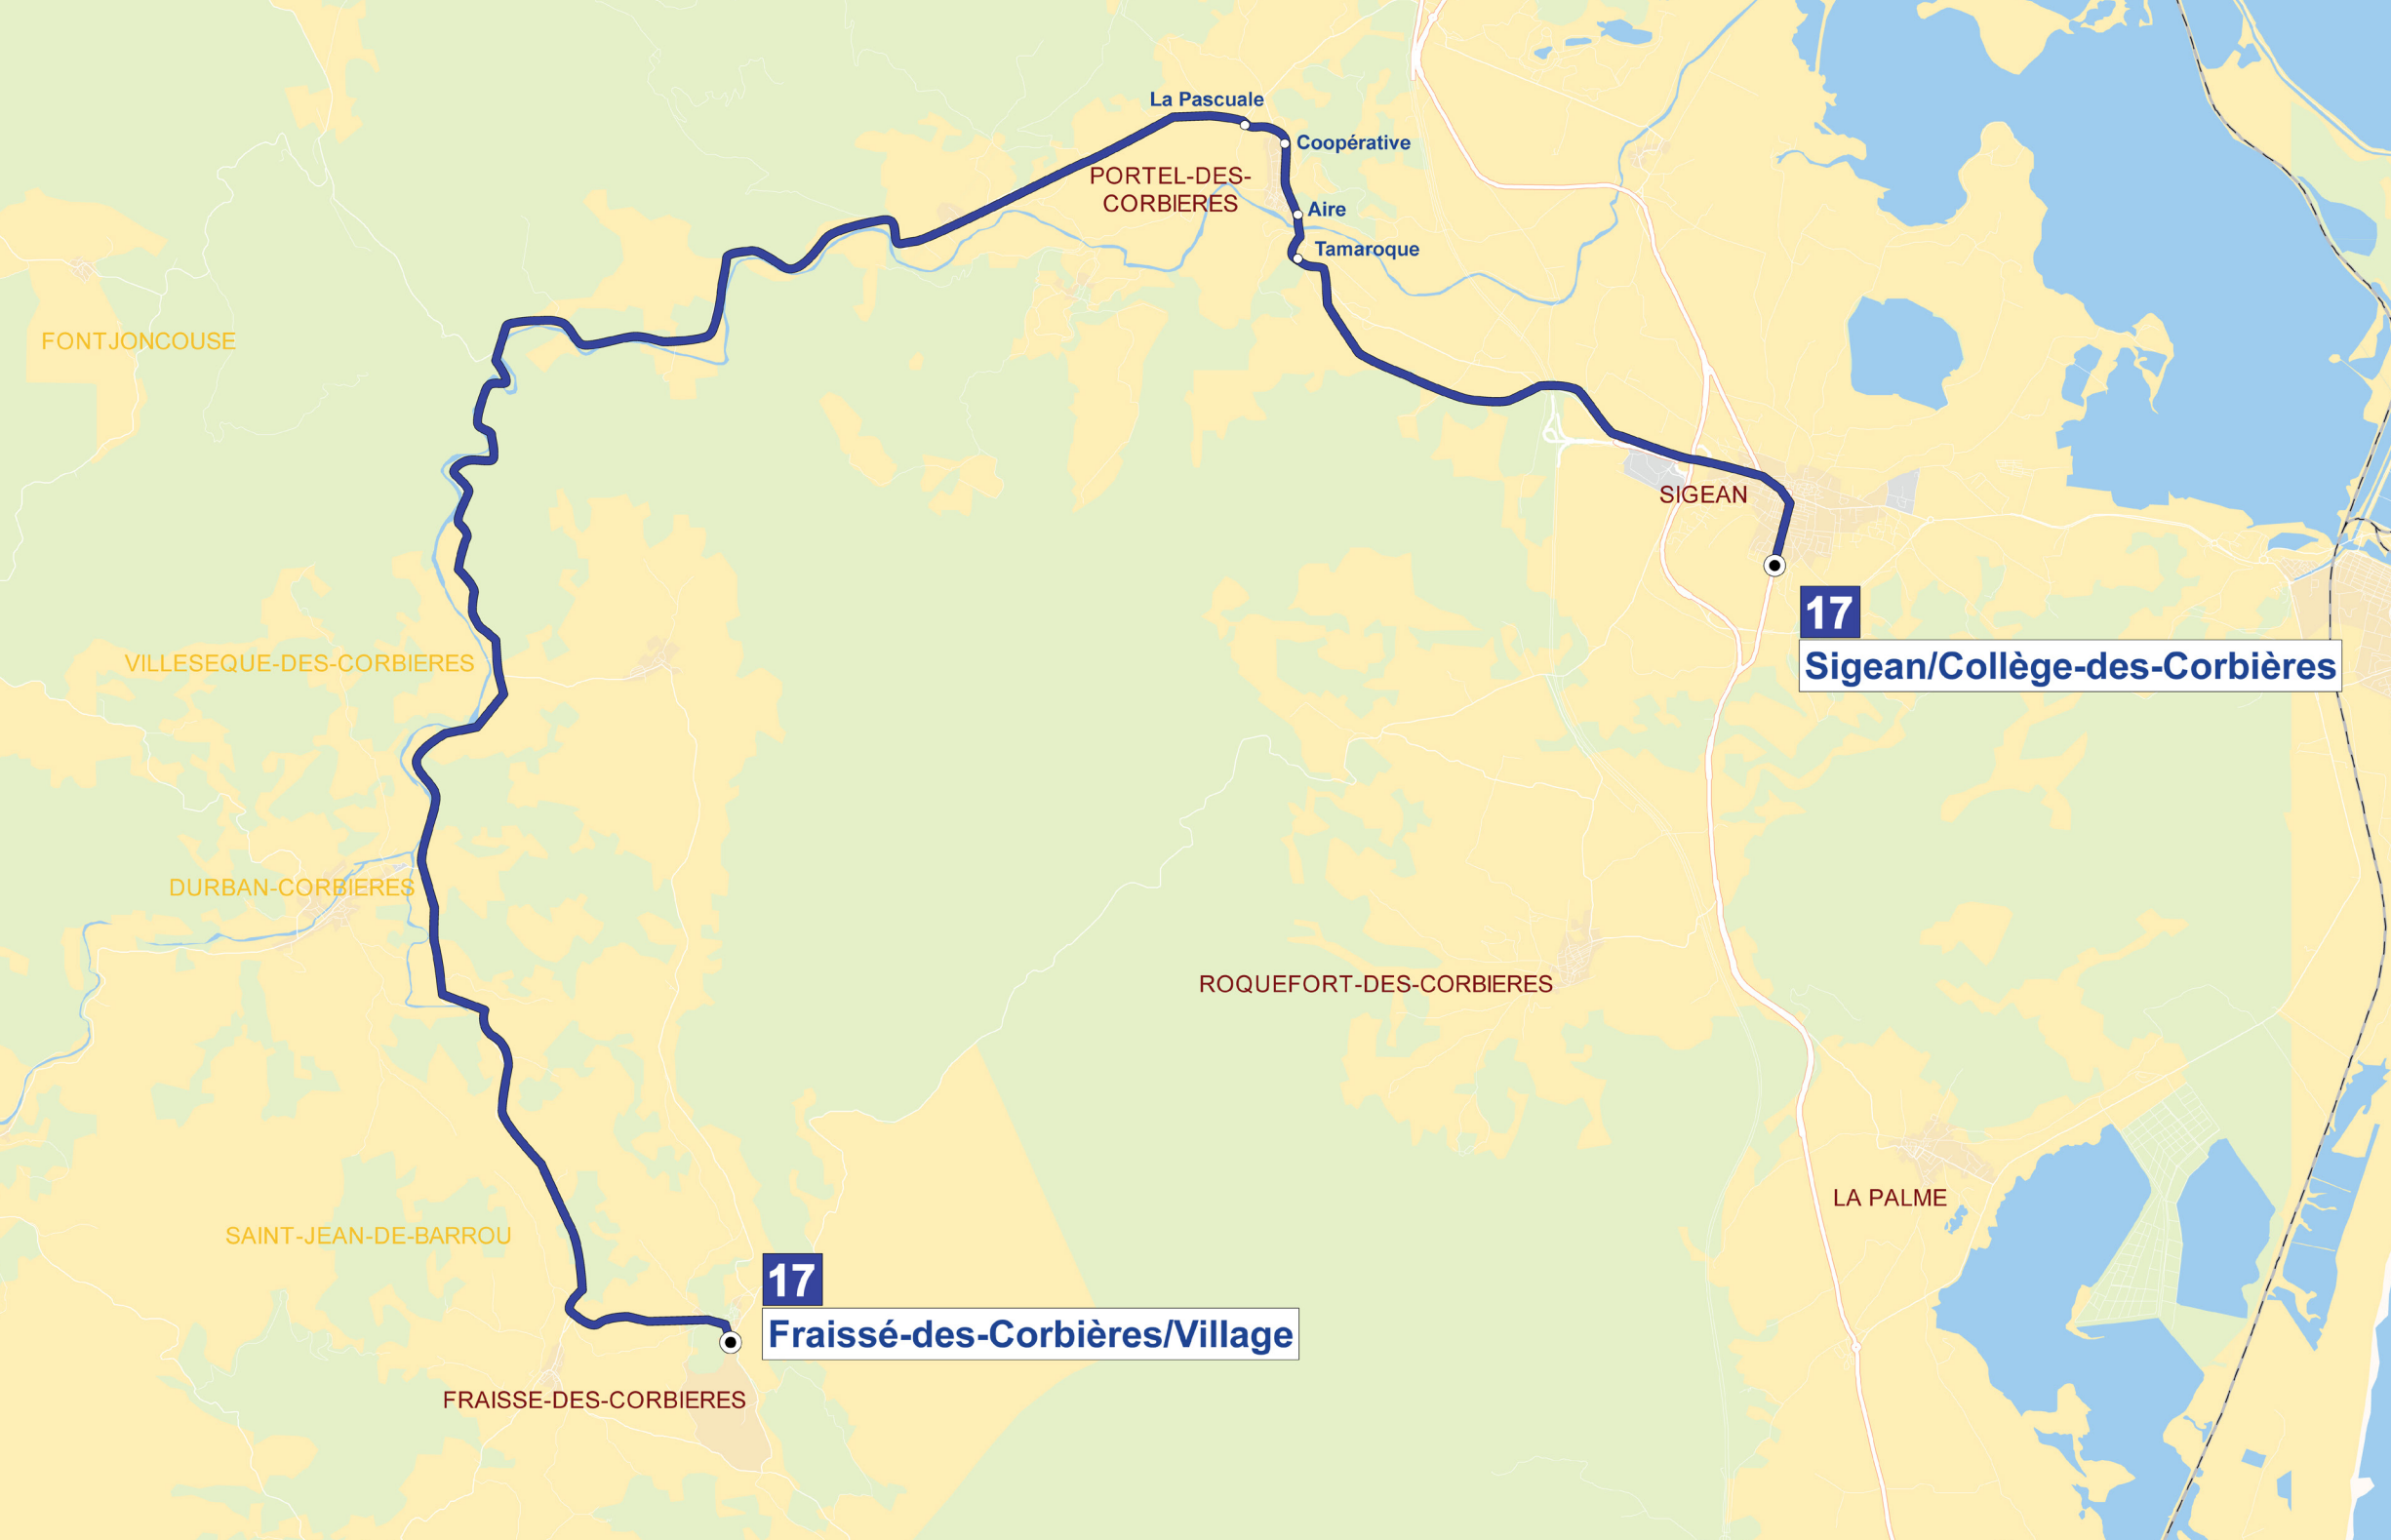 La Pascuale
Coopérative
PORTEL-DES-
CORBIERES
Aire
Tamaroque
FONTJONCOUSE
SIGEAN
17
Sigean/Collège-des-Corbières
VILLESEQUE-DES-CORBIERES
DURBAN-CORBIERES
ROQUEFORT-DES-CORBIERES
LA PALME
SAINT-JEAN-DE-BARROU
17
Fraissé-des-Corbières/Village
FRAISSE-DES-CORBIERES